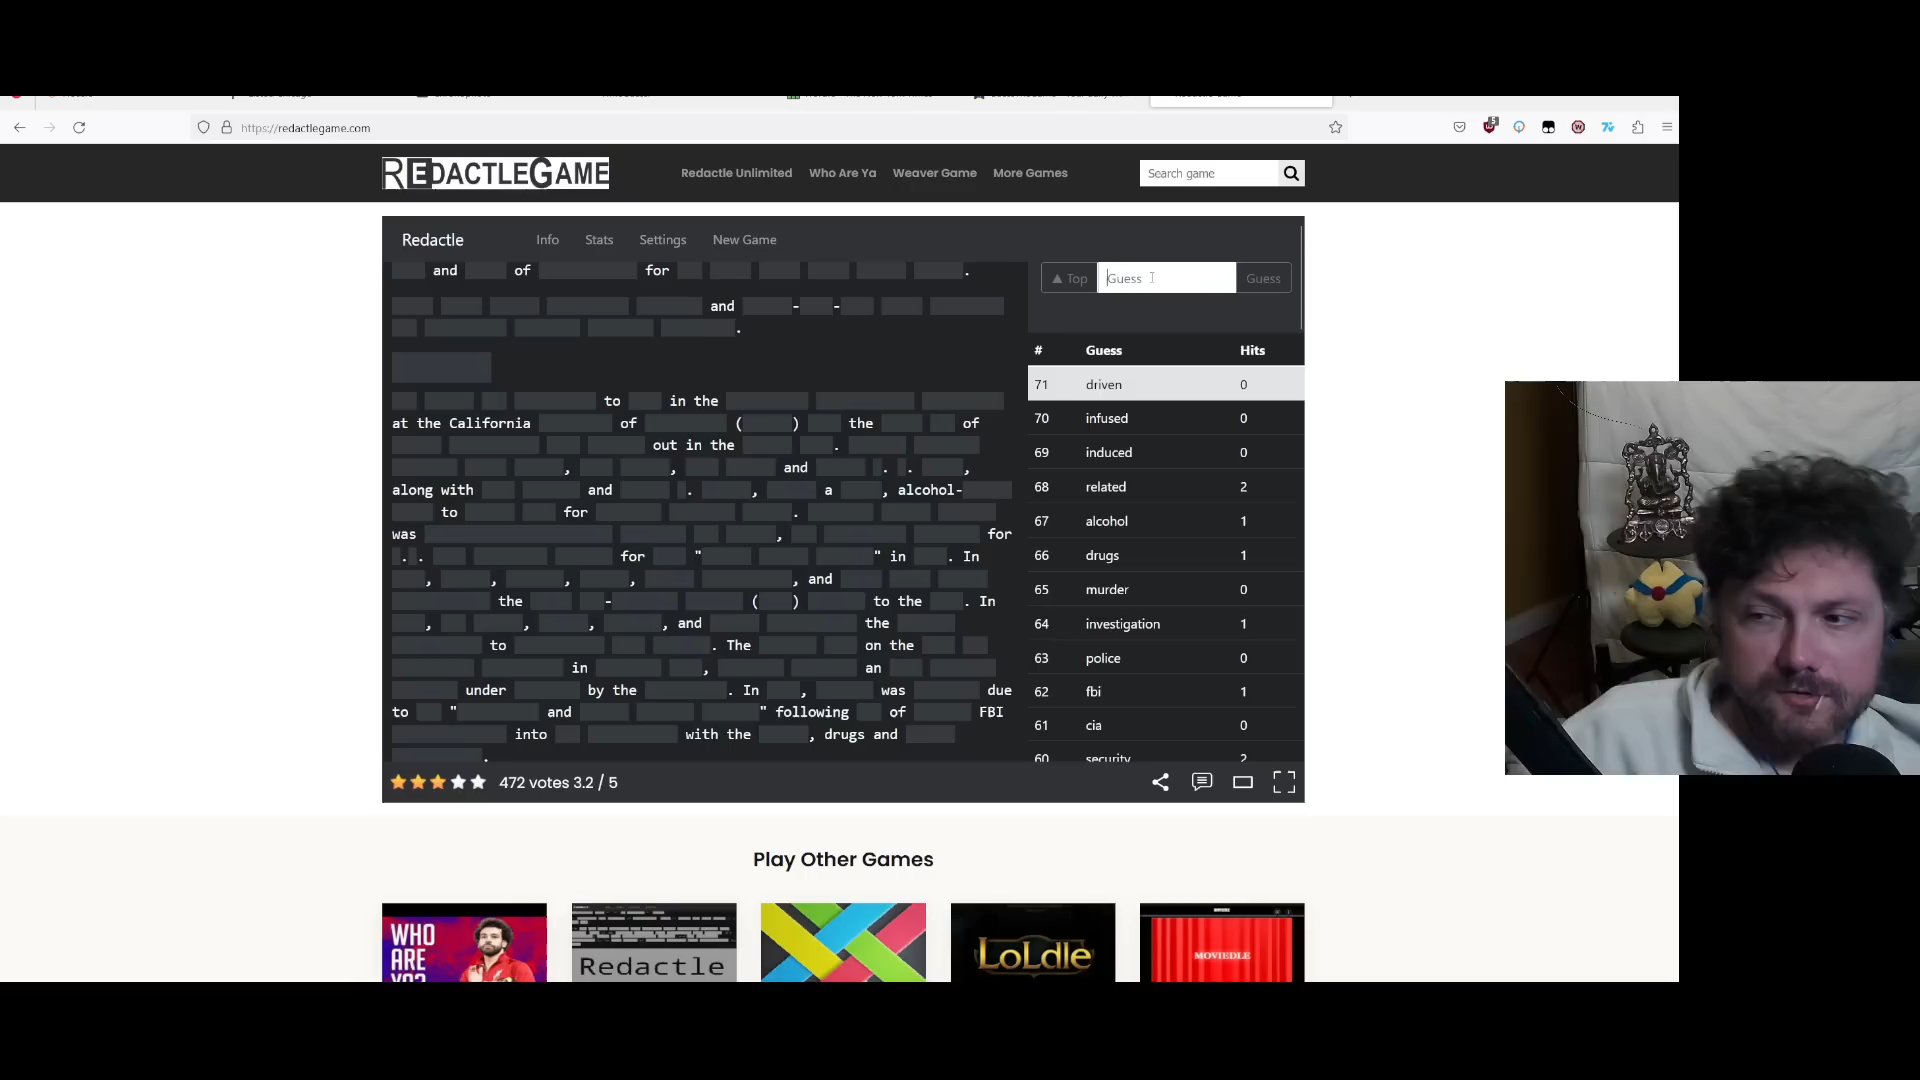 https://redactlegame.com
REDACTLEGAME
Redactle Unlimited Who Are Ya Weaver Game More Games
Search game
Redactle Info Stats Settings New Game
and of for .
and - -
.
to in the
at the California of ( ) the of
out in the .
, , and . . ,
along with and . , a , alcohol-
to for .
was , for
. . for " " in . In
, , , , , and
the - ( ) to the . In
, , , , and the
to . The on the
in , an
under by the . In , was due
to " and " following of FBI
into with the , drugs and
.
▲ Top Guess Guess
# Guess Hits
71 driven 0
70 infused 0
69 induced 0
68 related 2
67 alcohol 1
66 drugs 1
65 murder 0
64 investigation 1
63 police 0
62 fbi 1
61 cia 0
60 security 2
472 votes 3.2 / 5
Play Other Games
WHO
ARE
YA?
Redactle
LoLdle
MOVIEDLE